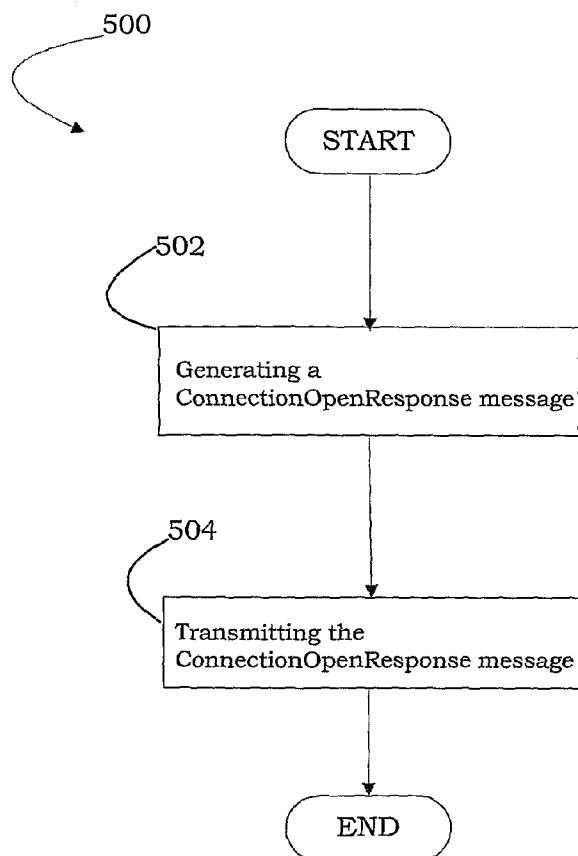 500
START
502
Generating a
ConnectionOpenResponse message
504
Transmitting the
ConnectionOpenResponse message
END